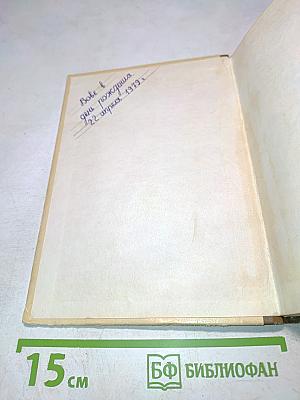 Вове в
день рождения
22 апреля 1979 г.
15 см
БФ БИБЛИОФАН